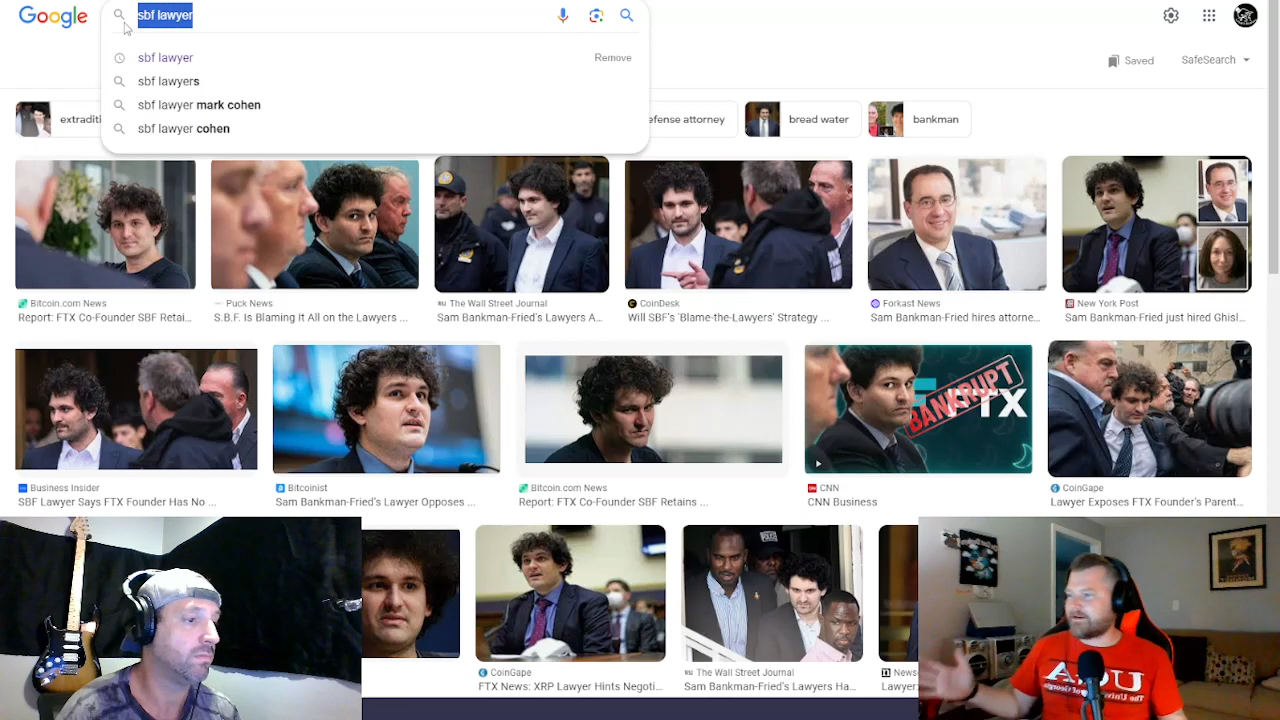 Google
sbf lawyer
sbf lawyer
Remove
sbf lawyers
sbf lawyer mark cohen
sbf lawyer cohen
Saved
SafeSearch
extraditi
efense attorney
bread water
bankman
Bitcoin.com News
Report: FTX Co-Founder SBF Retai...
Puck News
S.B.F. Is Blaming It All on the Lawyers ...
The Wall Street Journal
Sam Bankman-Fried's Lawyers A...
CoinDesk
Will SBF's 'Blame-the-Lawyers' Strategy ...
Forkast News
Sam Bankman-Fried hires attorne...
New York Post
Sam Bankman-Fried just hired Ghisl...
BANKRUPT
FTX
Business Insider
SBF Lawyer Says FTX Founder Has No ...
Bitcoinist
Sam Bankman-Fried's Lawyer Opposes ...
Bitcoin.com News
Report: FTX Co-Founder SBF Retains ...
CNN
CNN Business
CoinGape
Lawyer Exposes FTX Founder's Parent...
POLICE
CoinGape
FTX News: XRP Lawyer Hints Negoti...
The Wall Street Journal
Sam Bankman-Fried's Lawyers Ha...
News
Lawyer